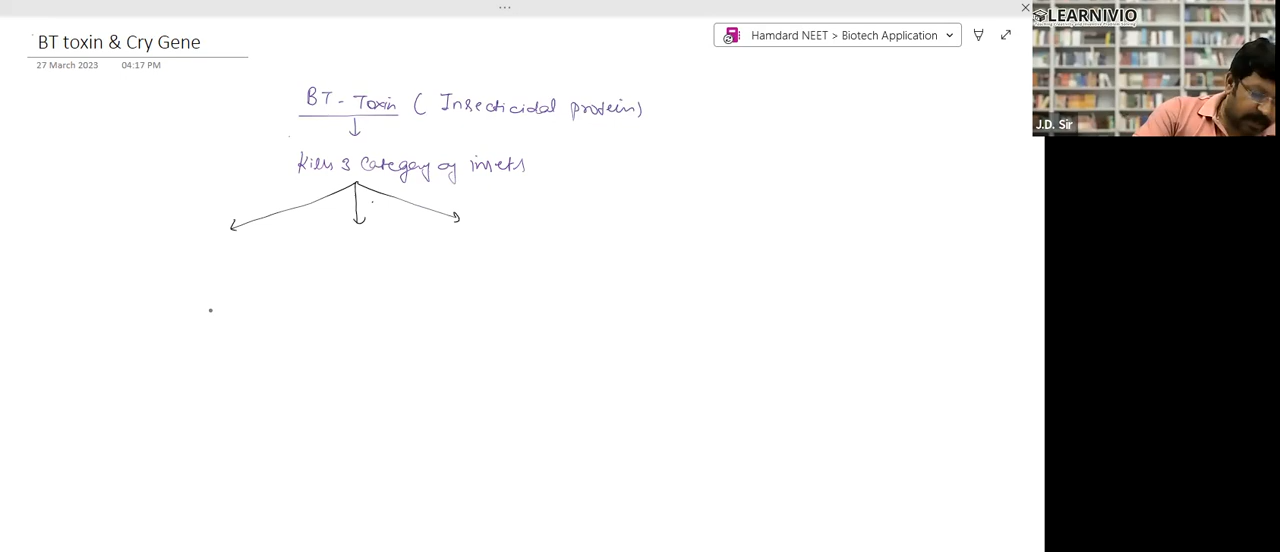 LEARNIVIO
BT toxin & Cry Gene
Hamdard NEET > Biotech Application
27 March 2023 04:17 PM
BT - Toxin ( Insecticidal protein)
Kills 3 Category of insets
J.D. Sir